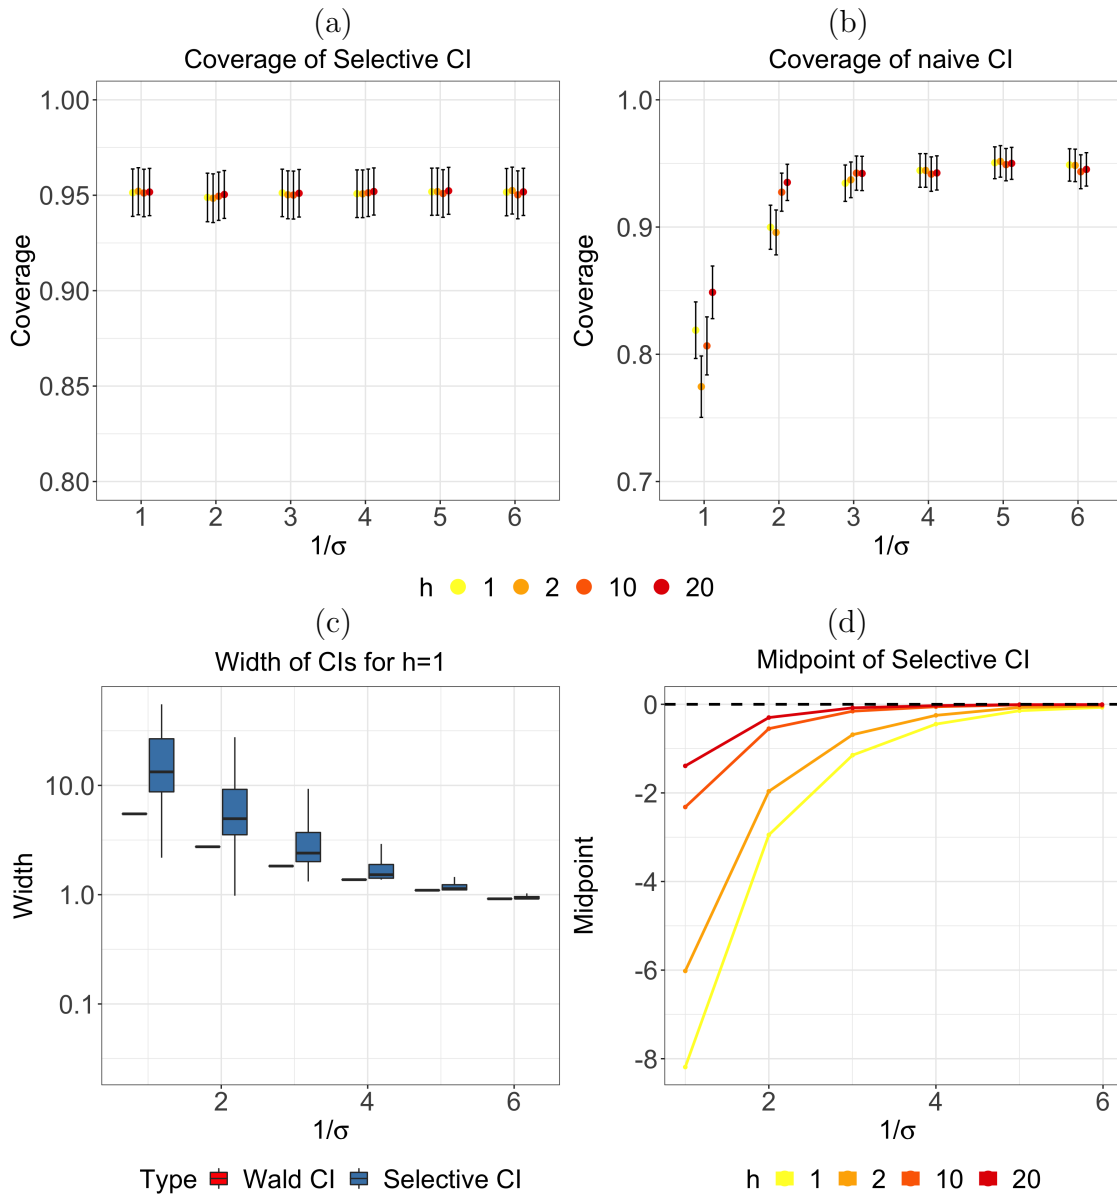 (a)
Coverage of Selective CI
Coverage
1.00
0.95
0.90
0.85
0.80
1 2 3 4 5 6
1/σ
(b)
Coverage of naive CI
Coverage
1.0
0.9
0.8
0.7
1 2 3 4 5 6
1/σ
h 1 2 10 20
(c)
Width of CIs for h=1
Width
10.0
1.0
0.1
2 4 6
1/σ
Type Wald CI Selective CI
(d)
Midpoint of Selective CI
Midpoint
0
-2
-4
-6
-8
2 4 6
1/σ
h 1 2 10 20